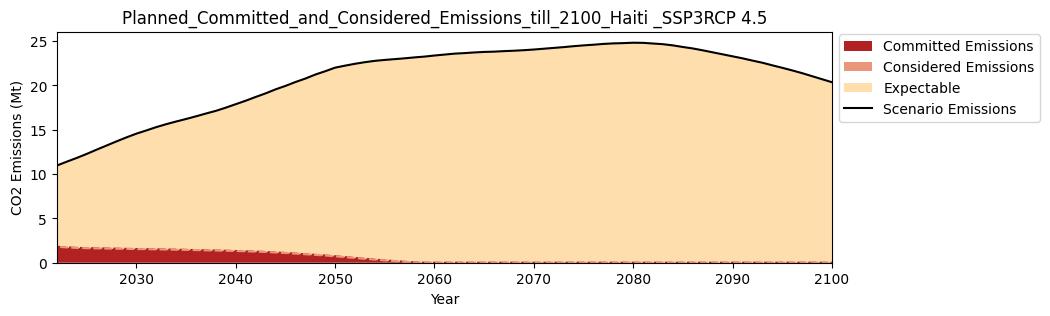 Planned_Committed_and_Considered_Emissions_till_2100_Haiti _SSP3RCP 4.5
CO2 Emissions (Mt)
25
20
15
10
5
0
2030 2040 2050 2060 2070 2080 2090 2100
Year
Committed Emissions
Considered Emissions
Expectable
Scenario Emissions